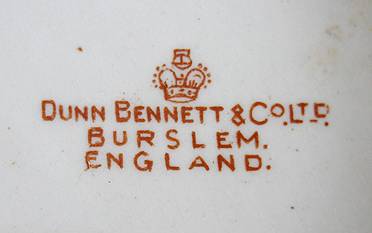 DUNN BENNETT & CO. LTD.
BURSLEM.
ENGLAND.